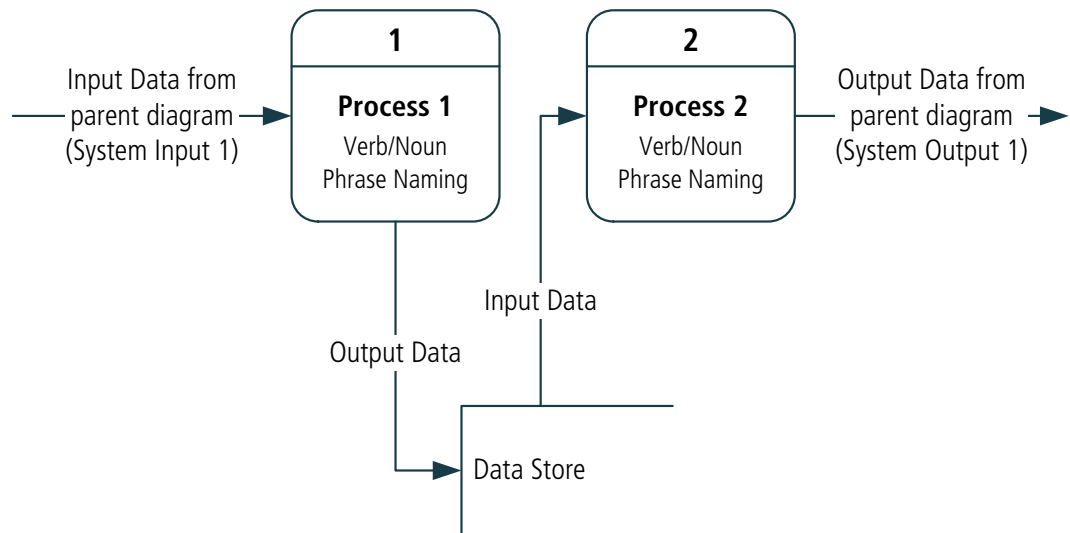 Input Data from
parent diagram
(System Input 1)
1
Process 1
Verb/Noun
Phrase Naming
2
Process 2
Verb/Noun
Phrase Naming
Output Data from
parent diagram
(System Output 1)
Input Data
Output Data
Data Store